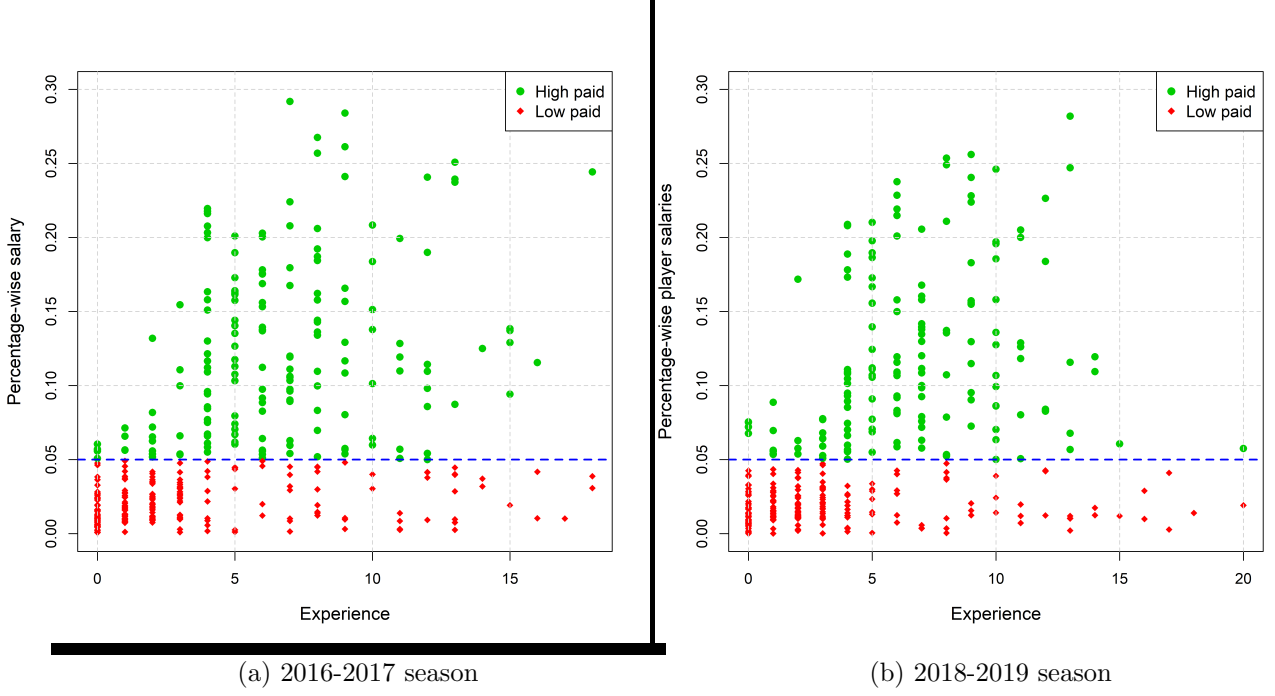 Percentage-wise salary
0.30
0.25
0.20
0.15
0.10
0.05
0.00
High paid
Low paid
0 5 10 15
Experience
(a) 2016-2017 season
Percentage-wise player salaries
0.30
0.25
0.20
0.15
0.10
0.05
0.00
High paid
Low paid
0 5 10 15 20
Experience
(b) 2018-2019 season